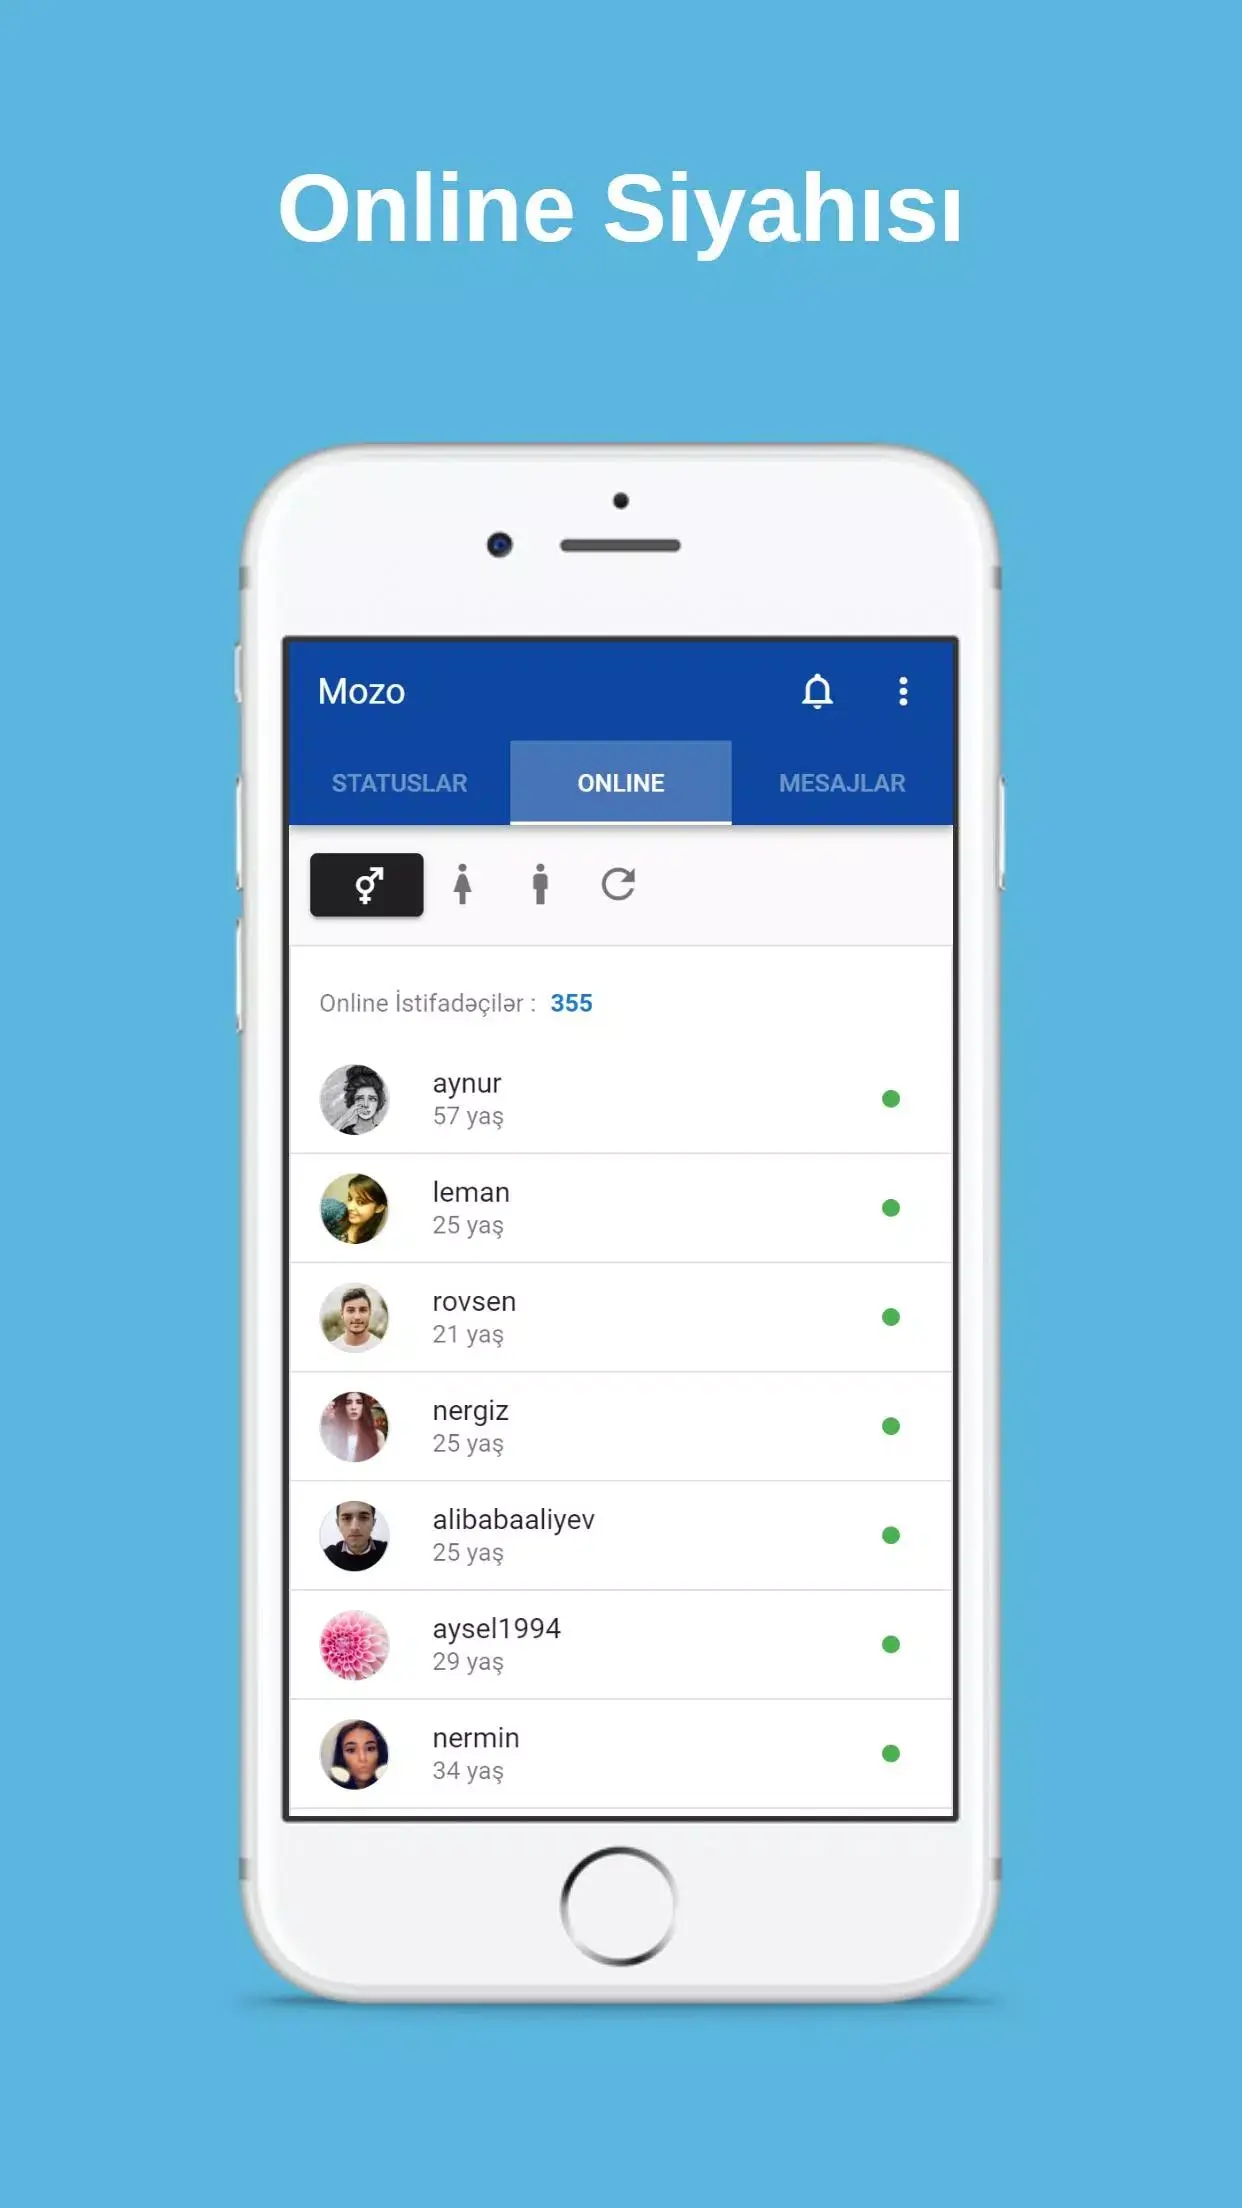 Online Siyahısı
Mozo
STATUSLAR ONLINE MESAJLAR
Online İstifadəçilər : 355
aynur
57 yaş
leman
25 yaş
rovsen
21 yaş
nergiz
25 yaş
alibabaaliyev
25 yaş
aysel1994
29 yaş
nermin
34 yaş